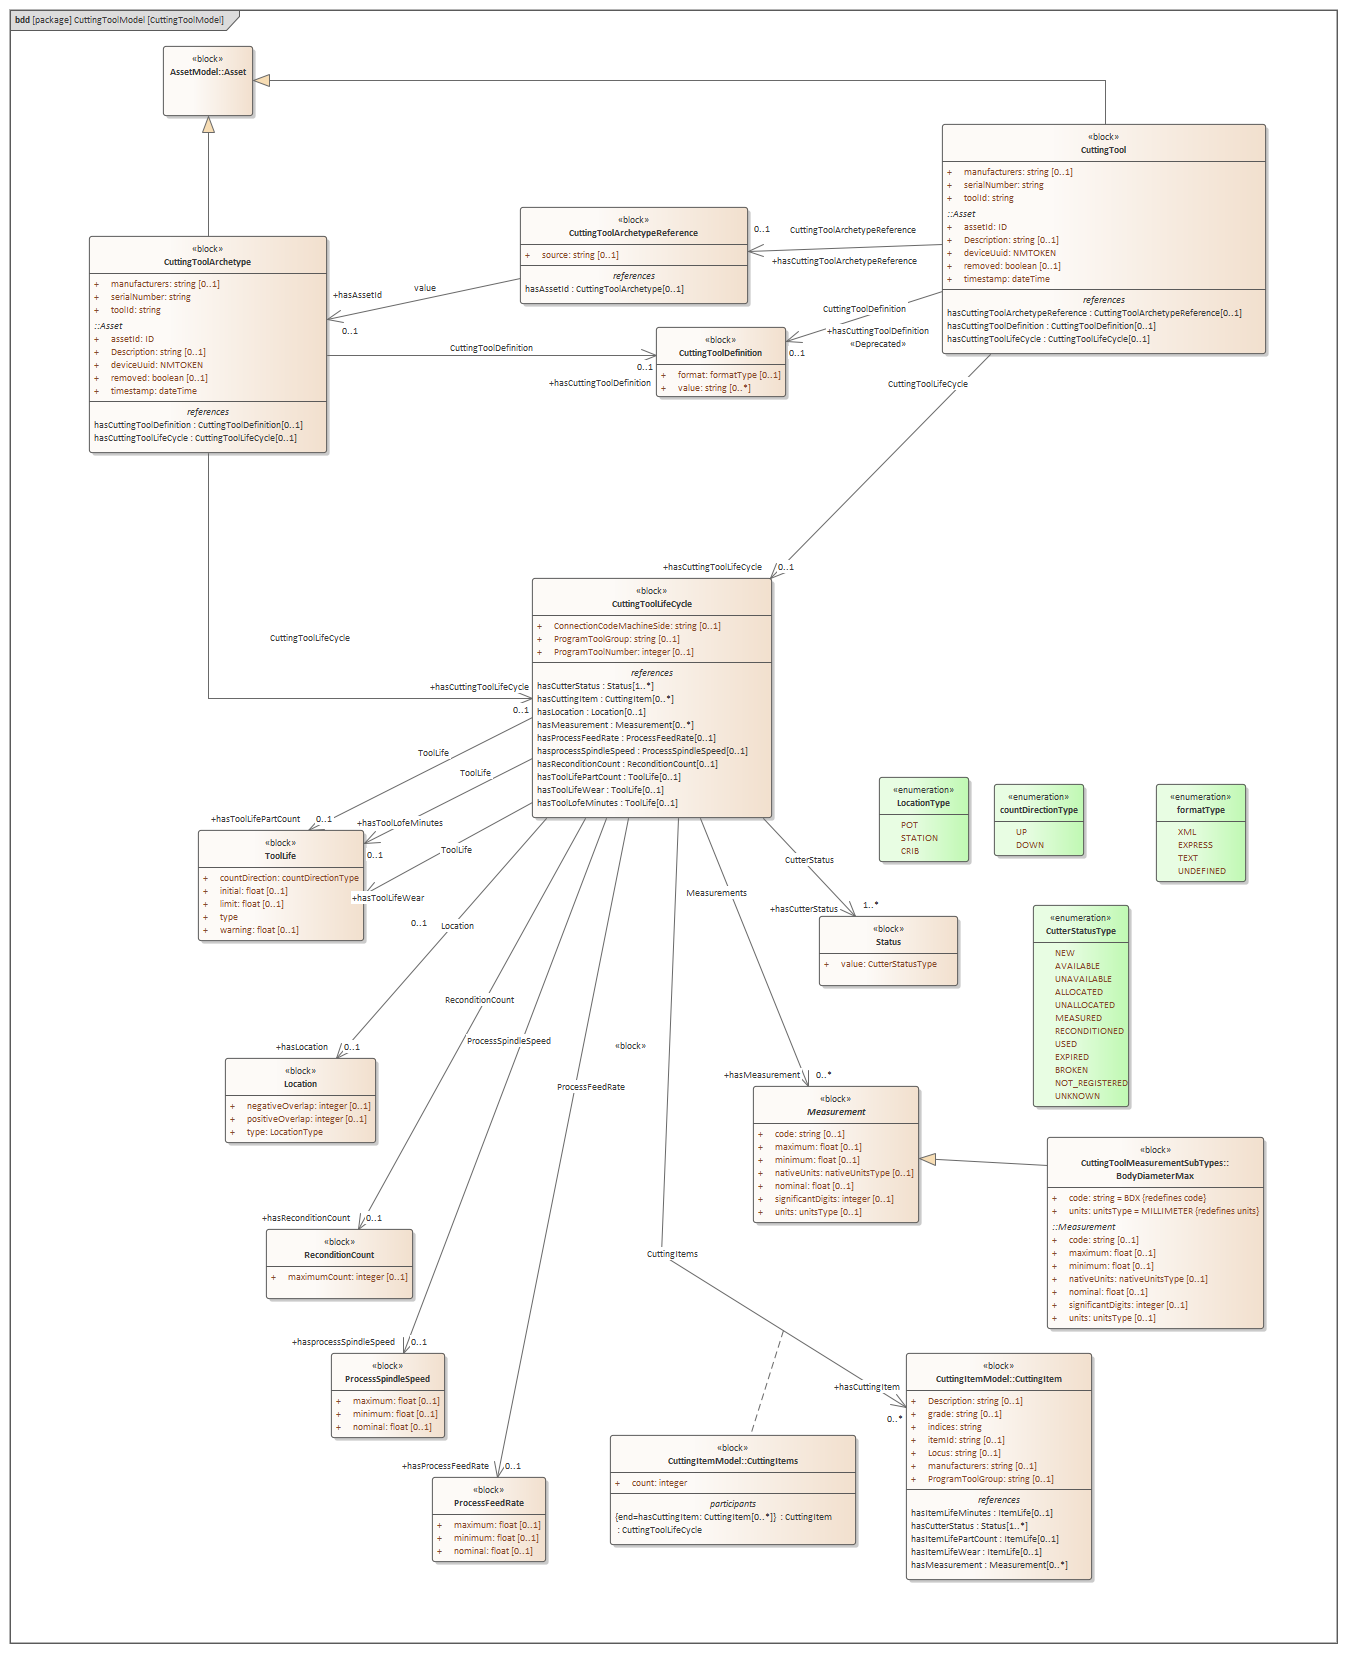 bdd [package] CuttingToolModel [CuttingToolModel]
«block»
AssetModel::Asset
«block»
CuttingTool
+ manufacturers: string [0..1]
+ serialNumber: string
+ toolId: string
::Asset
+ assetId: ID
+ Description: string [0..1]
+ deviceUuid: NMTOKEN
+ removed: boolean [0..1]
+ timestamp: dateTime
references
hasCuttingToolArchetypeReference : CuttingToolArchetypeReference[0..1]
hasCuttingToolDefinition : CuttingToolDefinition[0..1]
hasCuttingToolLifeCycle : CuttingToolLifeCycle[0..1]
«block»
CuttingToolArchetypeReference
+ source: string [0..1]
references
hasAssetId : CuttingToolArchetype[0..1]
0..1
CuttingToolArchetypeReference
+hasCuttingToolArchetypeReference
«block»
CuttingToolArchetype
+ manufacturers: string [0..1]
+ serialNumber: string
+ toolId: string
::Asset
+ assetId: ID
+ Description: string [0..1]
+ deviceUuid: NMTOKEN
+ removed: boolean [0..1]
+ timestamp: dateTime
references
hasCuttingToolDefinition : CuttingToolDefinition[0..1]
hasCuttingToolLifeCycle : CuttingToolLifeCycle[0..1]
+hasAssetId
value
0..1
CuttingToolDefinition
+hasCuttingToolDefinition
«Deprecated»
0..1
CuttingToolDefinition
0..1
+hasCuttingToolDefinition
«block»
CuttingToolDefinition
+ format: formatType [0..1]
+ value: string [0..*]
CuttingToolLifeCycle
+hasCuttingToolLifeCycle
0..1
«block»
CuttingToolLifeCycle
+ ConnectionCodeMachineSide: string [0..1]
+ ProgramToolGroup: string [0..1]
+ ProgramToolNumber: integer [0..1]
references
hasCutterStatus : Status[1..*]
hasCuttingItem : CuttingItem[0..*]
hasLocation : Location[0..1]
hasMeasurement : Measurement[0..*]
hasProcessFeedRate : ProcessFeedRate[0..1]
hasprocessSpindleSpeed : ProcessSpindleSpeed[0..1]
hasReconditionCount : ReconditionCount[0..1]
hasToolLifePartCount : ToolLife[0..1]
hasToolLifeWear : ToolLife[0..1]
hasToolLofeMinutes : ToolLife[0..1]
CuttingToolLifeCycle
+hasCuttingToolLifeCycle
0..1
ToolLife
ToolLife
ToolLife
+hasToolLifePartCount
0..1
+hasToolLofeMinutes
0..1
+hasToolLifeWear
0..1
«block»
ToolLife
+ countDirection: countDirectionType
+ initial: float [0..1]
+ limit: float [0..1]
+ type
+ warning: float [0..1]
«enumeration»
LocationType
POT
STATION
CRIB
«enumeration»
countDirectionType
UP
DOWN
«enumeration»
formatType
XML
EXPRESS
TEXT
UNDEFINED
CutterStatus
+hasCutterStatus
1..*
«block»
Status
+ value: CutterStatusType
«enumeration»
CutterStatusType
NEW
AVAILABLE
UNAVAILABLE
ALLOCATED
UNALLOCATED
MEASURED
RECONDITIONED
USED
EXPIRED
BROKEN
NOT_REGISTERED
UNKNOWN
Measurements
+hasMeasurement
0..*
Location
+hasLocation
0..1
«block»
Location
+ negativeOverlap: integer [0..1]
+ positiveOverlap: integer [0..1]
+ type: LocationType
ReconditionCount
ProcessSpindleSpeed
«block»
ProcessFeedRate
«block»
Measurement
+ code: string [0..1]
+ maximum: float [0..1]
+ minimum: float [0..1]
+ nativeUnits: nativeUnitsType [0..1]
+ nominal: float [0..1]
+ significantDigits: integer [0..1]
+ units: unitsType [0..1]
«block»
CuttingToolMeasurementSubTypes::
BodyDiameterMax
+ code: string = BDX {redefines code}
+ units: unitsType = MILLIMETER {redefines units}
::Measurement
+ code: string [0..1]
+ maximum: float [0..1]
+ minimum: float [0..1]
+ nativeUnits: nativeUnitsType [0..1]
+ nominal: float [0..1]
+ significantDigits: integer [0..1]
+ units: unitsType [0..1]
+hasReconditionCount
0..1
«block»
ReconditionCount
+ maximumCount: integer [0..1]
CuttingItems
+hasprocessSpindleSpeed
0..1
«block»
ProcessSpindleSpeed
+ maximum: float [0..1]
+ minimum: float [0..1]
+ nominal: float [0..1]
+hasCuttingItem
0..*
«block»
CuttingItemModel::CuttingItem
+ Description: string [0..1]
+ grade: string [0..1]
+ indices: string
+ itemId: string [0..1]
+ Locus: string [0..1]
+ manufacturers: string [0..1]
+ ProgramToolGroup: string [0..1]
references
hasItemLifeMinutes : ItemLife[0..1]
hasCutterStatus : Status[1..*]
hasItemLifePartCount : ItemLife[0..1]
hasItemLifeWear : ItemLife[0..1]
hasMeasurement : Measurement[0..*]
«block»
CuttingItemModel::CuttingItems
+ count: integer
participants
{end=hasCuttingItem: CuttingItem[0..*]} : CuttingItem
: CuttingToolLifeCycle
+hasProcessFeedRate
0..1
«block»
ProcessFeedRate
+ maximum: float [0..1]
+ minimum: float [0..1]
+ nominal: float [0..1]